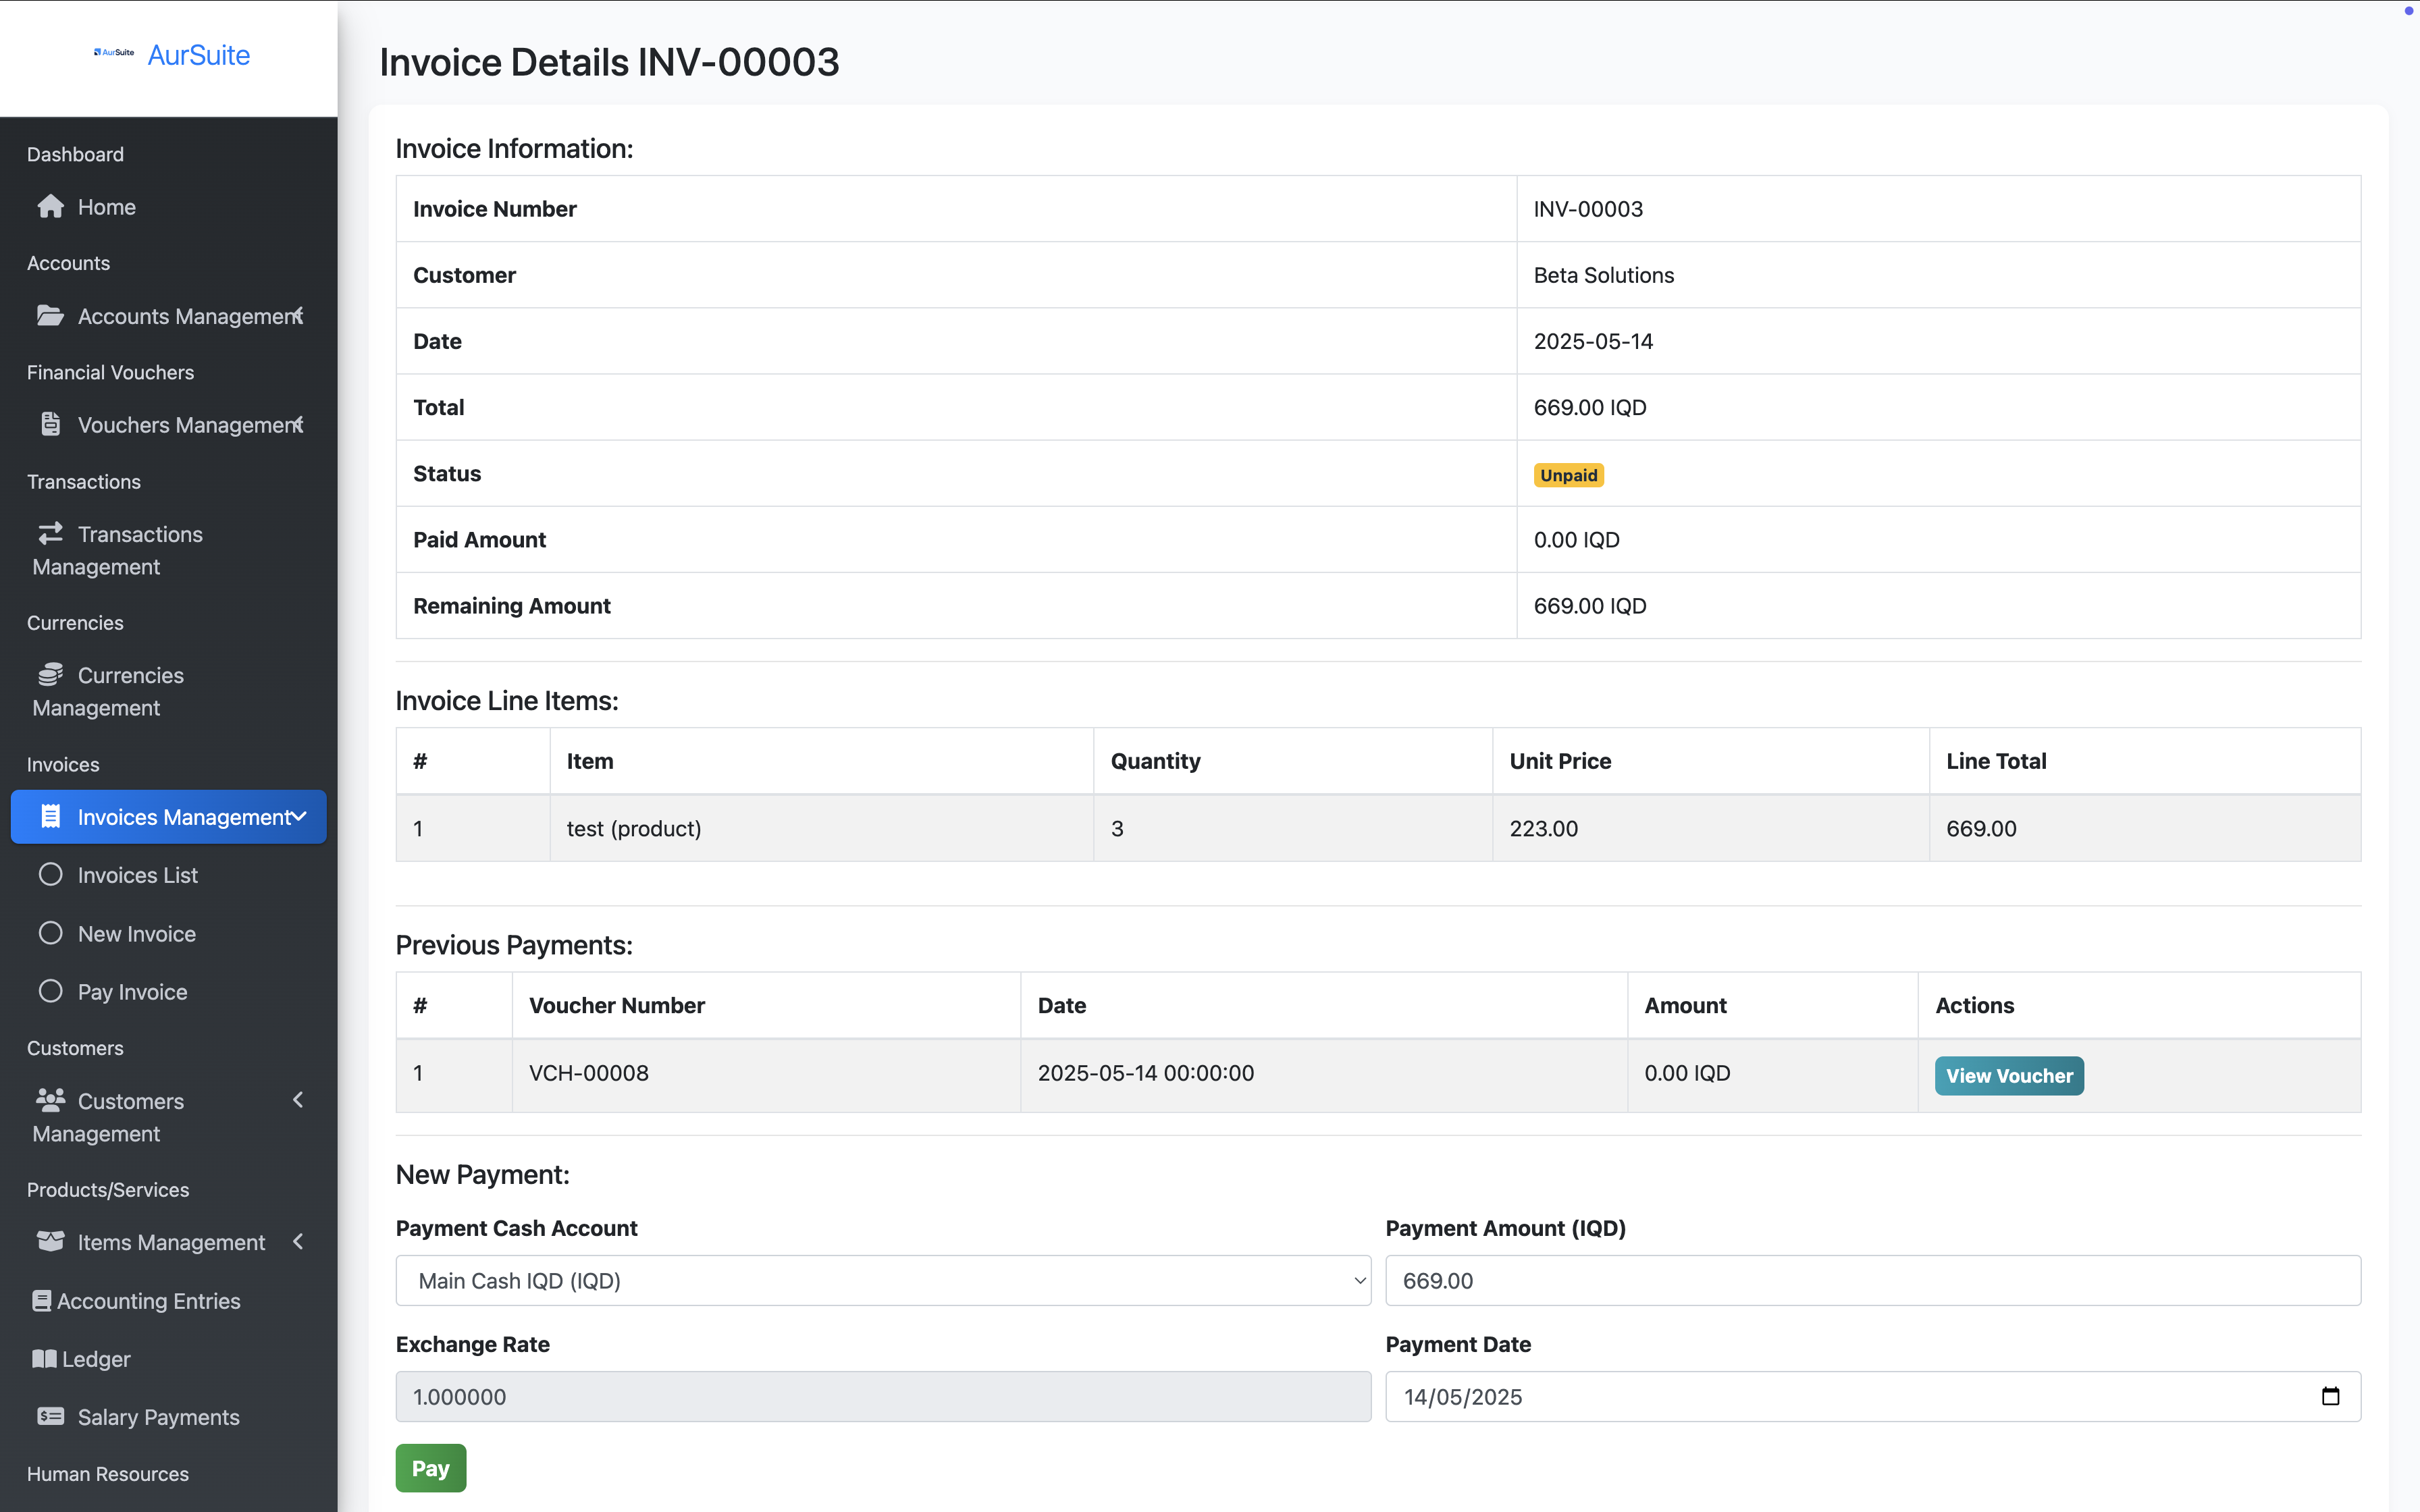 AurSuite AurSuite
Dashboard
Home
Accounts
Accounts Management
Financial Vouchers
Vouchers Management
Transactions
Transactions
Management
Currencies
Currencies
Management
Invoices
Invoices Management
Invoices List
New Invoice
Pay Invoice
Customers
Customers
Management
Products/Services
Items Management
Accounting Entries
Ledger
Salary Payments
Human Resources
Invoice Details INV-00003
Invoice Information:
Invoice Number INV-00003
Customer Beta Solutions
Date 2025-05-14
Total 669.00 IQD
Status Unpaid
Paid Amount 0.00 IQD
Remaining Amount 669.00 IQD
Invoice Line Items:
# Item Quantity Unit Price Line Total
1 test (product) 3 223.00 669.00
Previous Payments:
# Voucher Number Date Amount Actions
1 VCH-00008 2025-05-14 00:00:00 0.00 IQD View Voucher
New Payment:
Payment Cash Account Payment Amount (IQD)
Main Cash IQD (IQD) 669.00
Exchange Rate Payment Date
1.000000 14/05/2025
Pay